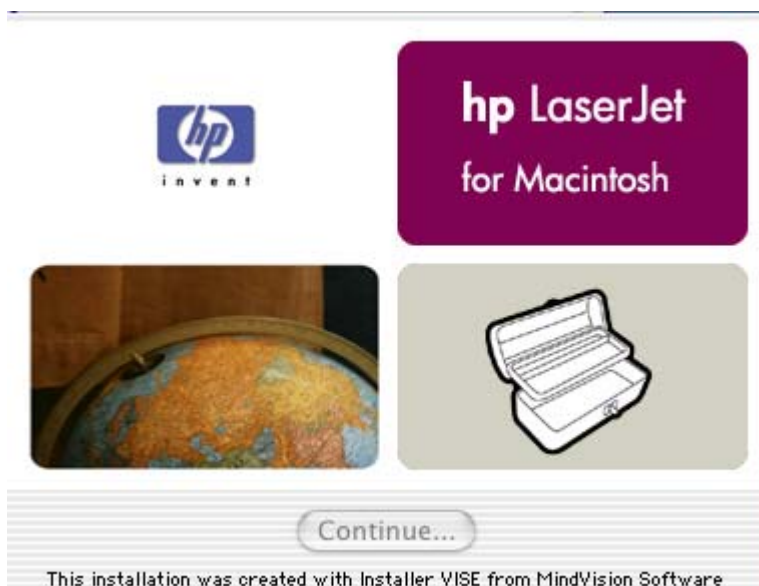 hp
invent
hp LaserJet
for Macintosh
Continue...
This installation was created with Installer VISE from MindVision Software